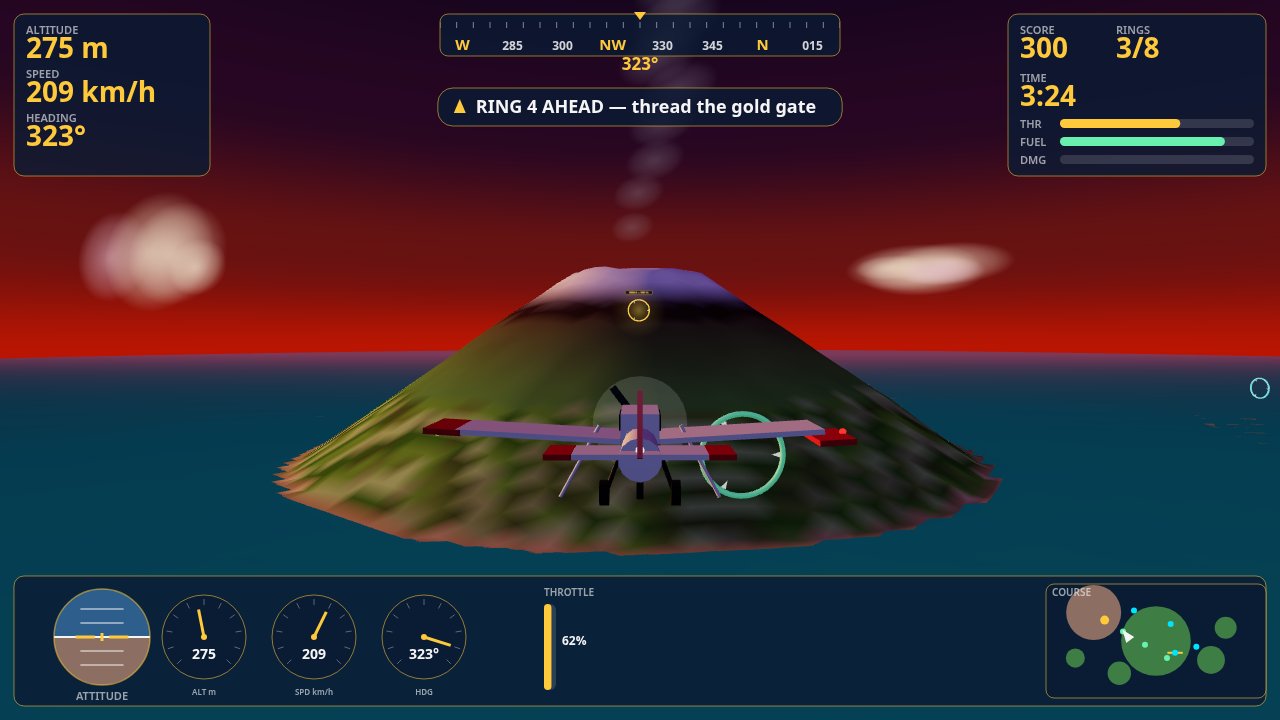 ALTITUDE
275 m
SPEED
209 km/h
HEADING
323°
W 285 300 NW 330 345 N 015
323°
RING 4 AHEAD — thread the gold gate
SCORE RINGS
300 3/8
TIME
3:24
THR
FUEL
DMG
275
209
323°
ATTITUDE
ALT m
SPD km/h
HDG
THROTTLE
62%
COURSE